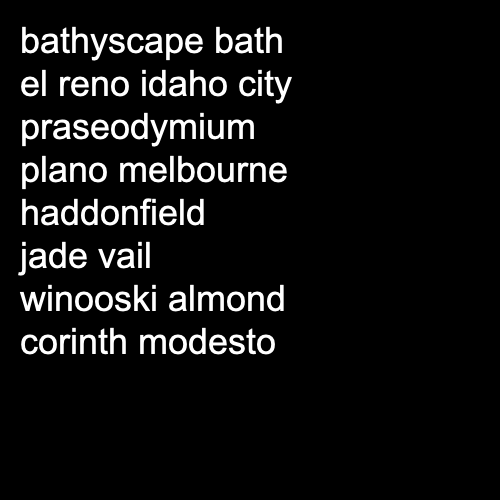 bathyscape bath
el reno idaho city
praseodymium
plano melbourne
haddonfield
jade vail
winooski almond
corinth modesto